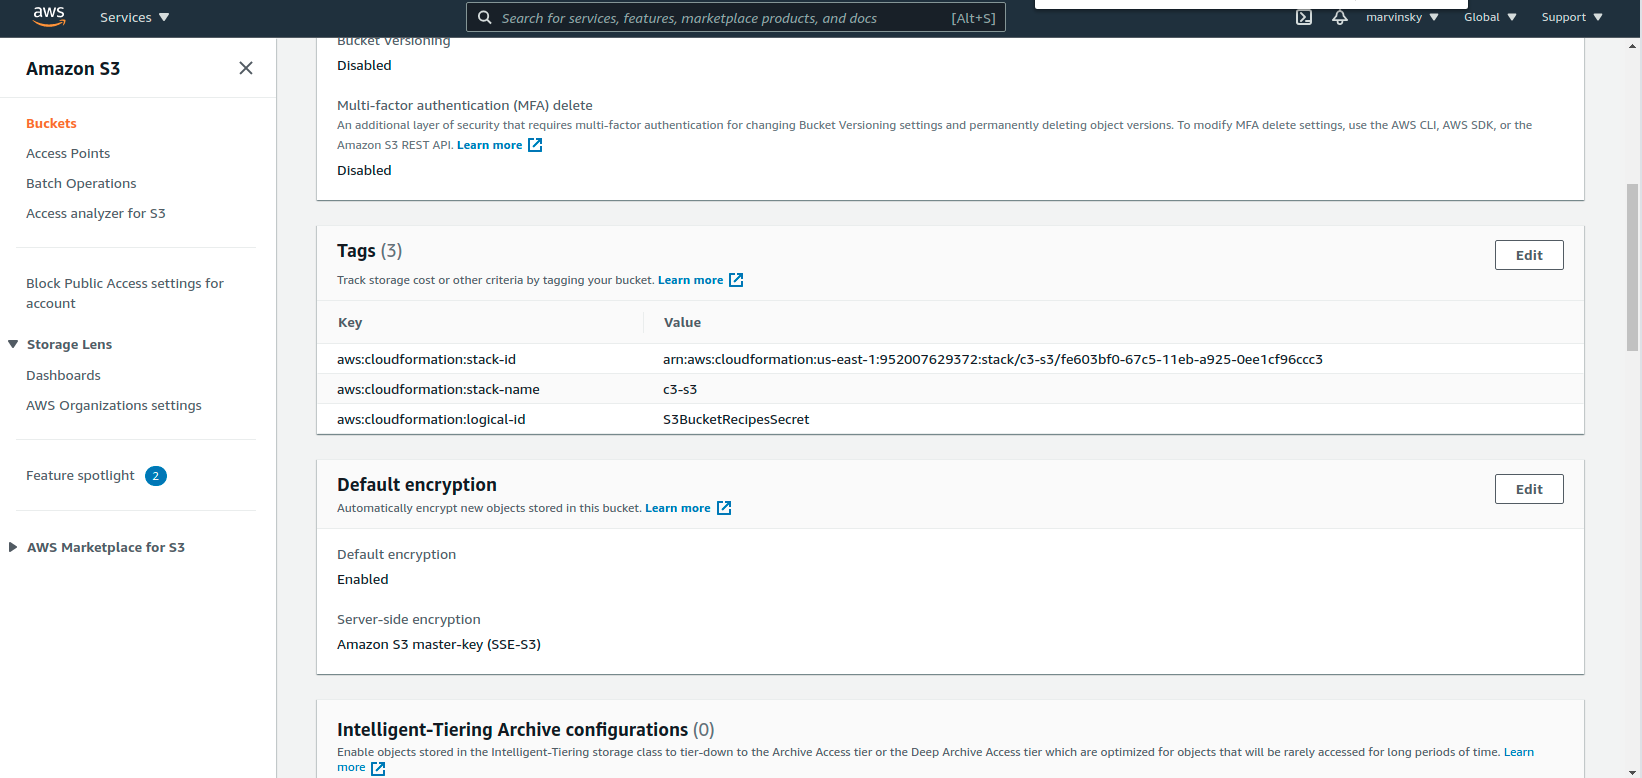 aws
Services
Search for services, features, marketplace products, and docs
[Alt+S]
marvinsky
Global
Support
Amazon S3
Buckets
Access Points
Batch Operations
Access analyzer for S3
Block Public Access settings for
account
Storage Lens
Dashboards
AWS Organizations settings
Feature spotlight 2
AWS Marketplace for S3
Bucket Versioning
Disabled
Multi-factor authentication (MFA) delete
An additional layer of security that requires multi-factor authentication for changing Bucket Versioning settings and permanently deleting object versions. To modify MFA delete settings, use the AWS CLI, AWS SDK, or the
Amazon S3 REST API. Learn more
Disabled
Tags (3)
Edit
Track storage cost or other criteria by tagging your bucket. Learn more
Key Value
aws:cloudformation:stack-id arn:aws:cloudformation:us-east-1:952007629372:stack/c3-s3/fe603bf0-67c5-11eb-a925-0ee1cf96ccc3
aws:cloudformation:stack-name c3-s3
aws:cloudformation:logical-id S3BucketRecipesSecret
Default encryption
Edit
Automatically encrypt new objects stored in this bucket. Learn more
Default encryption
Enabled
Server-side encryption
Amazon S3 master-key (SSE-S3)
Intelligent-Tiering Archive configurations (0)
Enable objects stored in the Intelligent-Tiering storage class to tier-down to the Archive Access tier or the Deep Archive Access tier which are optimized for objects that will be rarely accessed for long periods of time. Learn
more